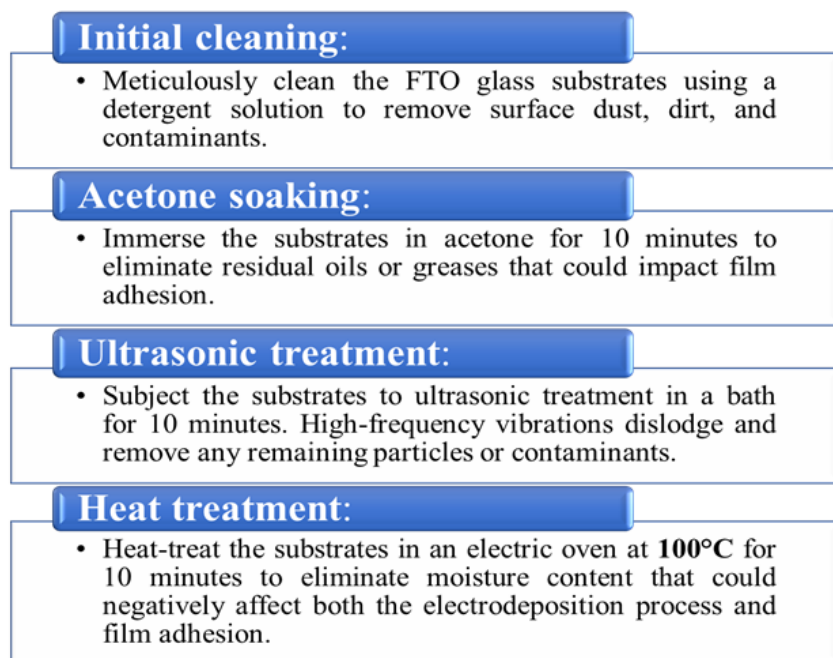 Initial cleaning:
• Meticulously clean the FTO glass substrates using a
detergent solution to remove surface dust, dirt, and
contaminants.
Acetone soaking:
• Immerse the substrates in acetone for 10 minutes to
eliminate residual oils or greases that could impact film
adhesion.
Ultrasonic treatment:
• Subject the substrates to ultrasonic treatment in a bath
for 10 minutes. High-frequency vibrations dislodge and
remove any remaining particles or contaminants.
Heat treatment:
• Heat-treat the substrates in an electric oven at 100°C for
10 minutes to eliminate moisture content that could
negatively affect both the electrodeposition process and
film adhesion.